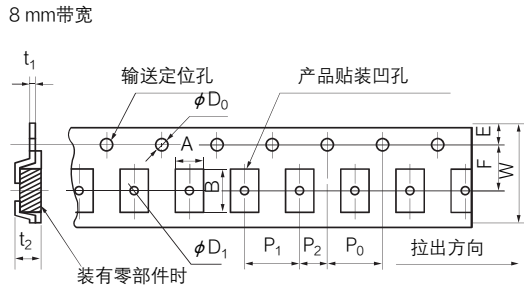 8 mm带宽
t1
输送定位孔
产品贴装凹孔
ϕD0
A
E
B
F
W
t2
ϕD1
P1
P2
P0
拉出方向
装有零部件时